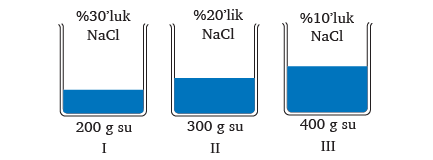 %30'luk
NaCl
%20'lik
NaCl
%10'luk
NaCl
200 g su
300 g su
400 g su
I
II
III